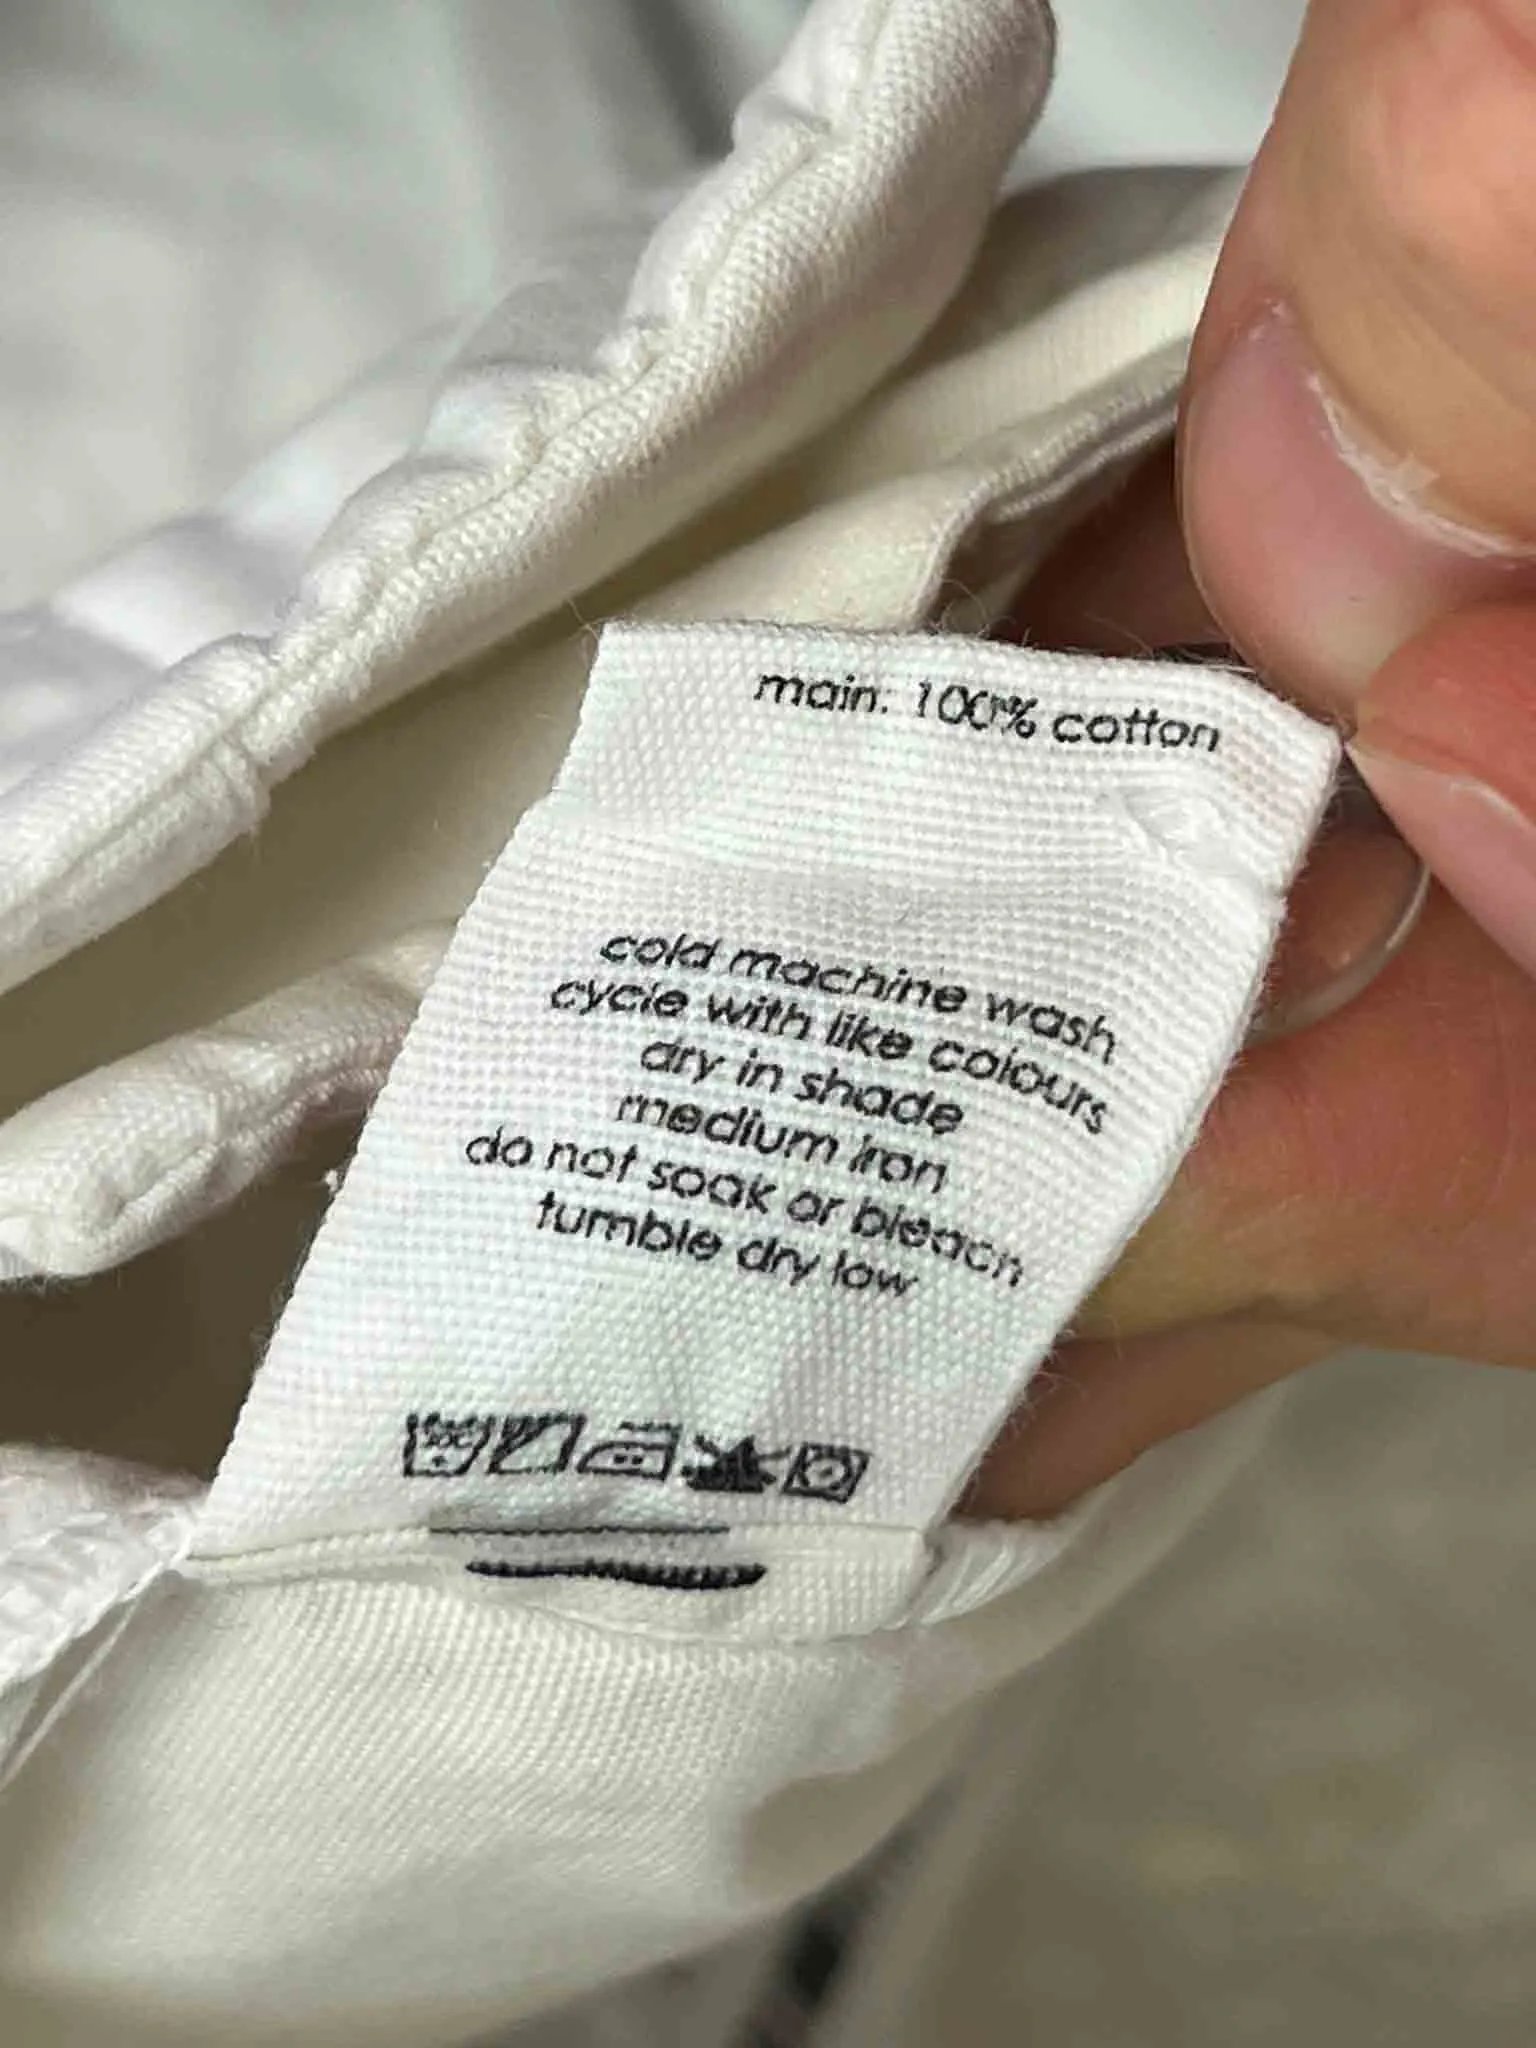 main: 100% cotton
cold machine wash
cycle with like colours
dry in shade
medium iron
do not soak or bleach
tumble dry low